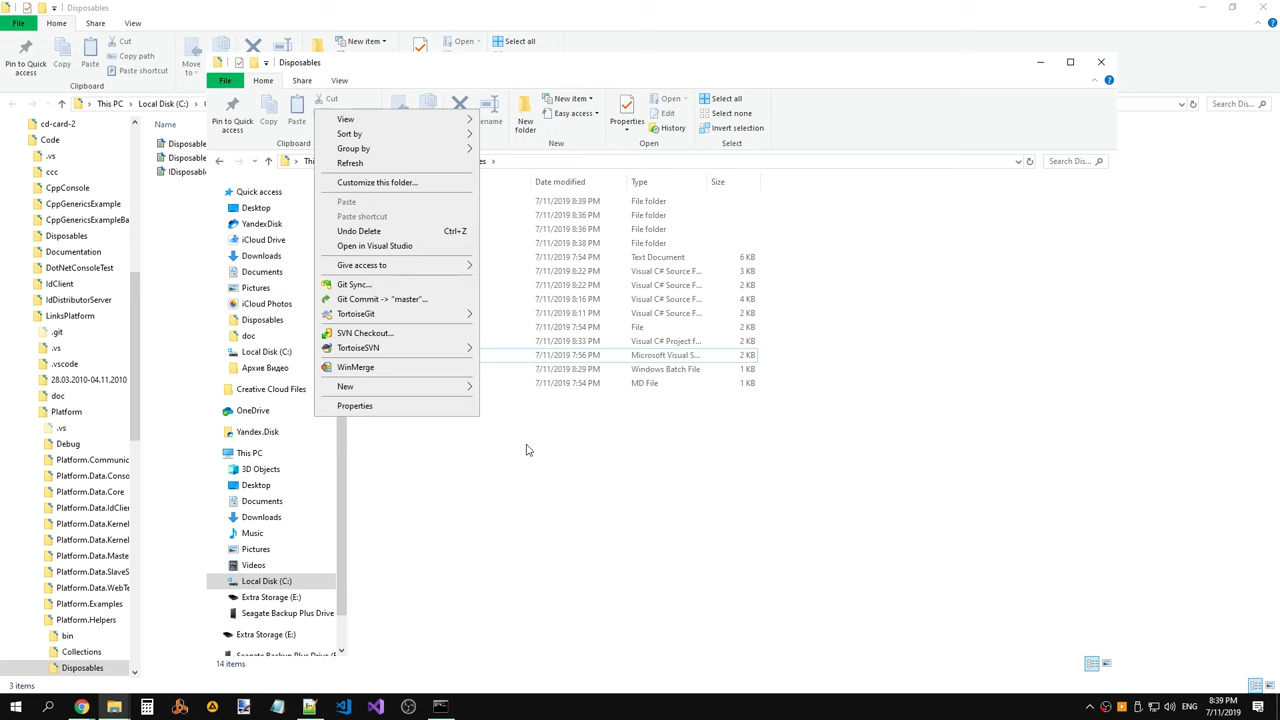 Disposables
File
Home
Share
View
Pin to Quick access
Copy
Paste
Cut
Copy path
Paste shortcut
Clipboard
Move to
New item
Open
Select all
This PC
Local Disk (C:)
Search Dis...
cd-card-2
Code
.vs
ccc
CppConsole
CppGenericsExample
CppGenericsExampleBa
Disposables
Documentation
DotNetConsoleTest
IdClient
IdDistributorServer
LinksPlatform
.git
.vs
.vscode
28.03.2010-04.11.2010
doc
Platform
.vs
Debug
Platform.Communic
Platform.Data.Conso
Platform.Data.Core
Platform.Data.IdClier
Platform.Data.Kernel
Platform.Data.Kernel
Platform.Data.Maste
Platform.Data.SlaveS
Platform.Data.WebTe
Platform.Examples
Platform.Helpers
bin
Collections
Disposables
3 items
Name
Disposable
Disposable
IDisposable
Disposables
File
Home
Share
View
Pin to Quick access
Copy
Paste
Cut
Clipboard
ename
New folder
New item
Easy access
New
Properties
Open
Edit
History
Open
Select all
Select none
Invert selection
Select
Thi
es
Search Dis...
Quick access
Desktop
YandexDisk
iCloud Drive
Downloads
Documents
Pictures
iCloud Photos
Disposables
doc
Local Disk (C:)
Архив Видео
Creative Cloud Files
OneDrive
Yandex.Disk
This PC
3D Objects
Desktop
Documents
Downloads
Music
Pictures
Videos
Local Disk (C:)
Extra Storage (E:)
Seagate Backup Plus Drive
Extra Storage (E:)
Seagate Backup Plus Drive (F
14 items
View
Sort by
Group by
Refresh
Customize this folder...
Paste
Paste shortcut
Undo Delete Ctrl+Z
Open in Visual Studio
Give access to
Git Sync...
Git Commit -> "master"...
TortoiseGit
SVN Checkout...
TortoiseSVN
WinMerge
New
Properties
Date modified Type Size
7/11/2019 8:39 PM File folder
7/11/2019 8:36 PM File folder
7/11/2019 8:36 PM File folder
7/11/2019 8:38 PM File folder
7/11/2019 7:54 PM Text Document 6 KB
7/11/2019 8:22 PM Visual C# Source F... 3 KB
7/11/2019 8:22 PM Visual C# Source F... 2 KB
7/11/2019 8:16 PM Visual C# Source F... 4 KB
7/11/2019 8:11 PM Visual C# Source F... 2 KB
7/11/2019 7:54 PM File 2 KB
7/11/2019 8:33 PM Visual C# Project f... 2 KB
7/11/2019 7:56 PM Microsoft Visual S... 2 KB
7/11/2019 8:29 PM Windows Batch File 1 KB
7/11/2019 7:54 PM MD File 1 KB
ENG
8:39 PM
7/11/2019